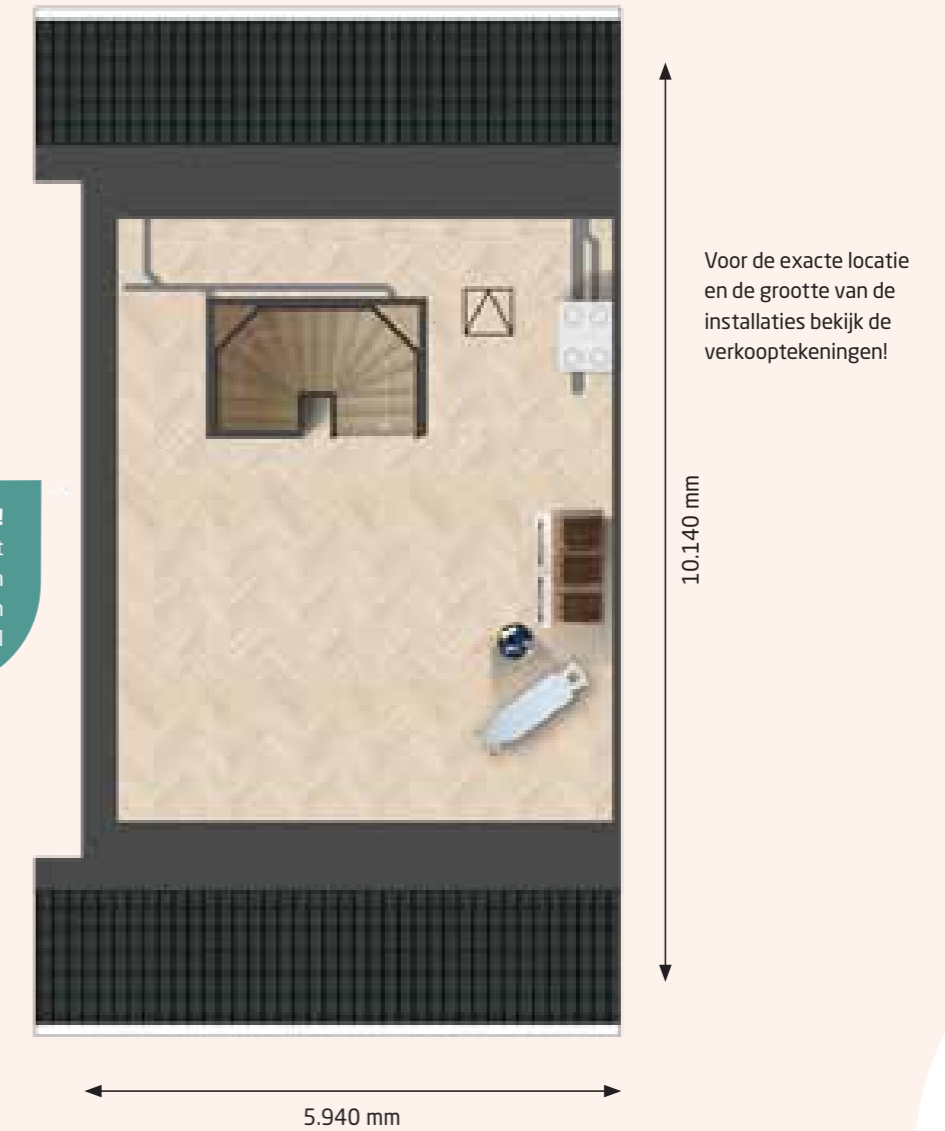 Voor de exacte locatie
en de grootte van de
installaties bekijk de
verkooptekeningen!
10.140 mm
!
t
n
n
l
5.940 mm